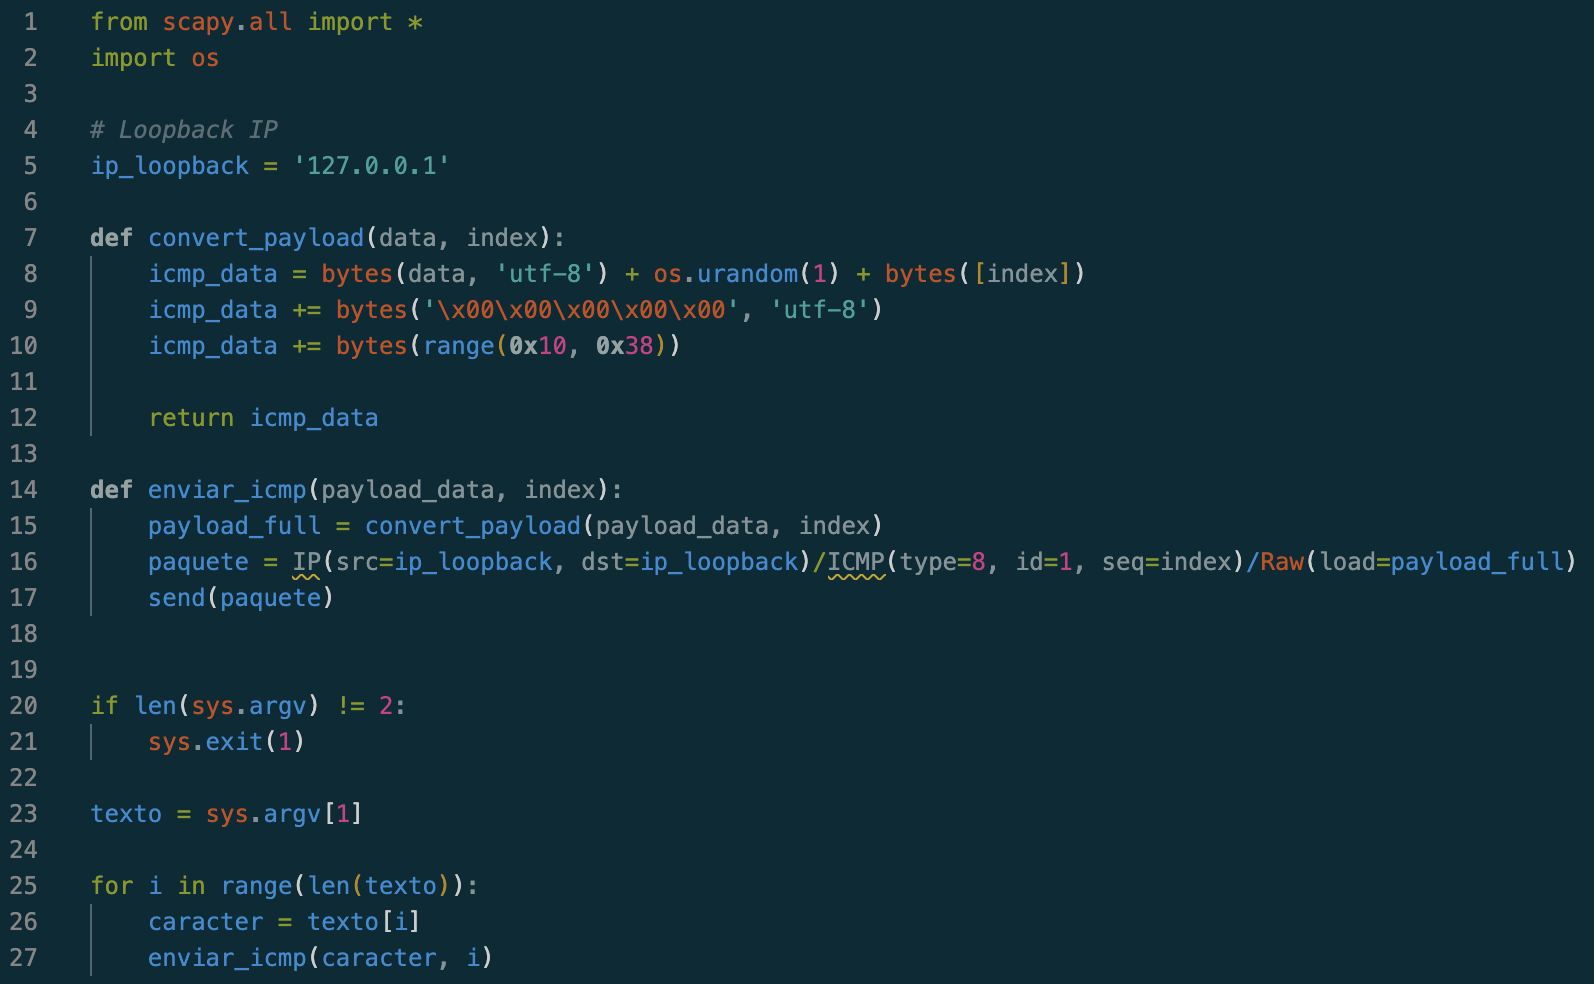 1 from scapy.all import *
2 import os
3
4 # Loopback IP
5 ip_loopback = '127.0.0.1'
6
7 def convert_payload(data, index):
8     icmp_data = bytes(data, 'utf-8') + os.urandom(1) + bytes([index])
9     icmp_data += bytes('\x00\x00\x00\x00\x00', 'utf-8')
10     icmp_data += bytes(range(0x10, 0x38))
11
12     return icmp_data
13
14 def enviar_icmp(payload_data, index):
15     payload_full = convert_payload(payload_data, index)
16     paquete = IP(src=ip_loopback, dst=ip_loopback)/ICMP(type=8, id=1, seq=index)/Raw(load=payload_full)
17     send(paquete)
18
19
20 if len(sys.argv) != 2:
21     sys.exit(1)
22
23 texto = sys.argv[1]
24
25 for i in range(len(texto)):
26     caracter = texto[i]
27     enviar_icmp(caracter, i)